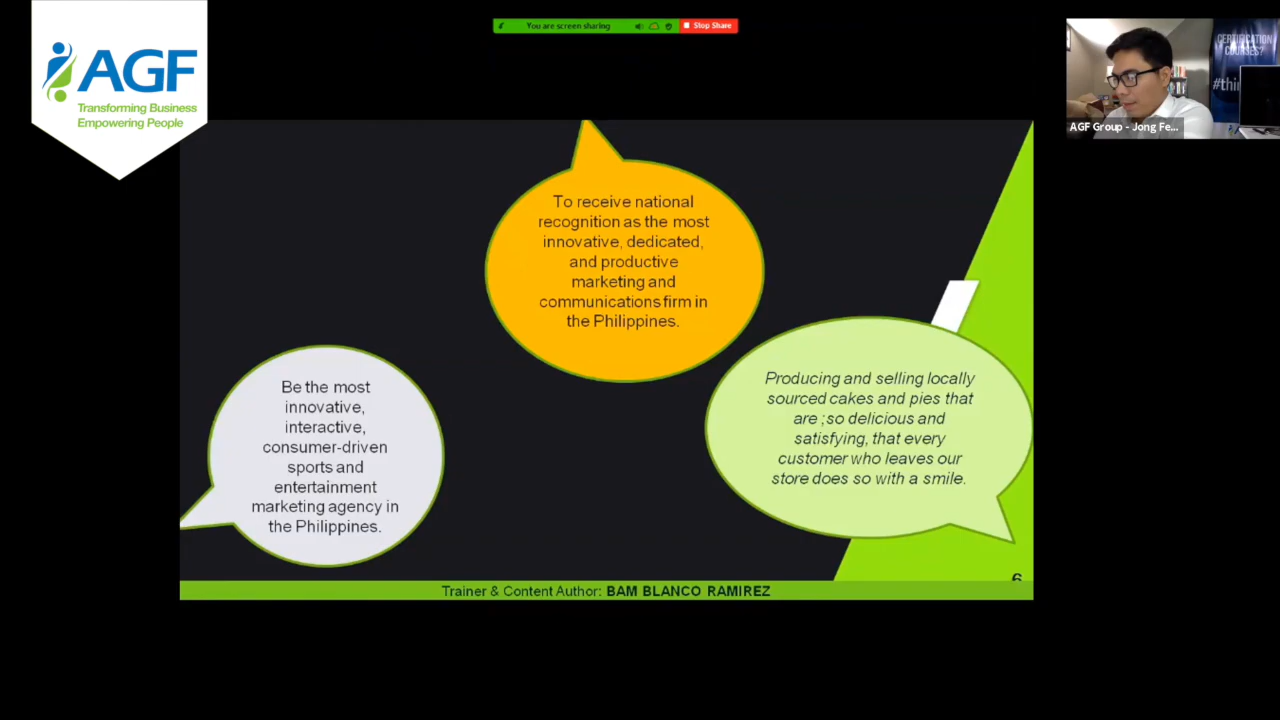 AGF
Transforming Business
Empowering People
You are screen sharing
Stop Share
CERTIFICATION
COURSES?
#thi
AGF Group - Jong Fe...
To receive national
recognition as the most
innovative, dedicated,
and productive
marketing and
communications firm in
the Philippines.
Be the most
innovative,
interactive,
consumer-driven
sports and
entertainment
marketing agency in
the Philippines.
Producing and selling locally
sourced cakes and pies that
are ;so delicious and
satisfying, that every
customer who leaves our
store does so with a smile.
6
Trainer & Content Author: BAM BLANCO RAMIREZ